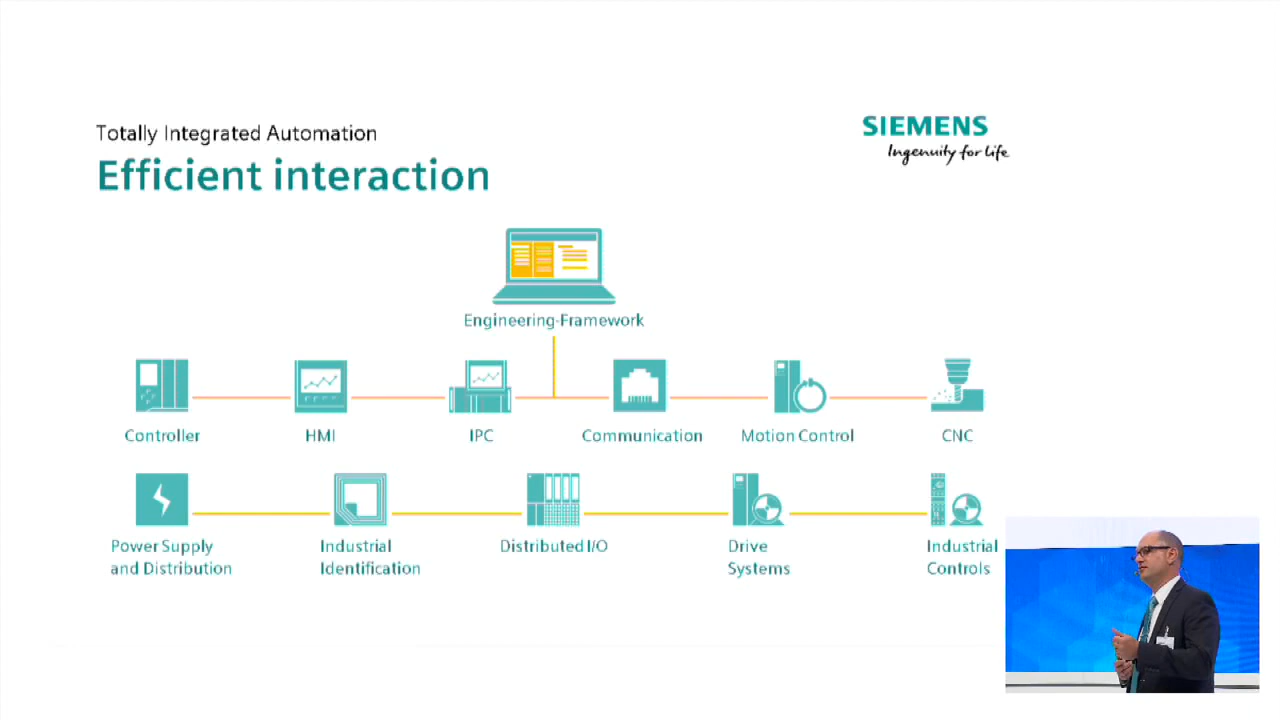 Totally Integrated Automation
Efficient interaction
SIEMENS
Ingenuity for life
Engineering-Framework
Controller
HMI
IPC
Communication
Motion Control
CNC
Power Supply
and Distribution
Industrial
Identification
Distributed I/O
Drive
Systems
Industrial
Controls